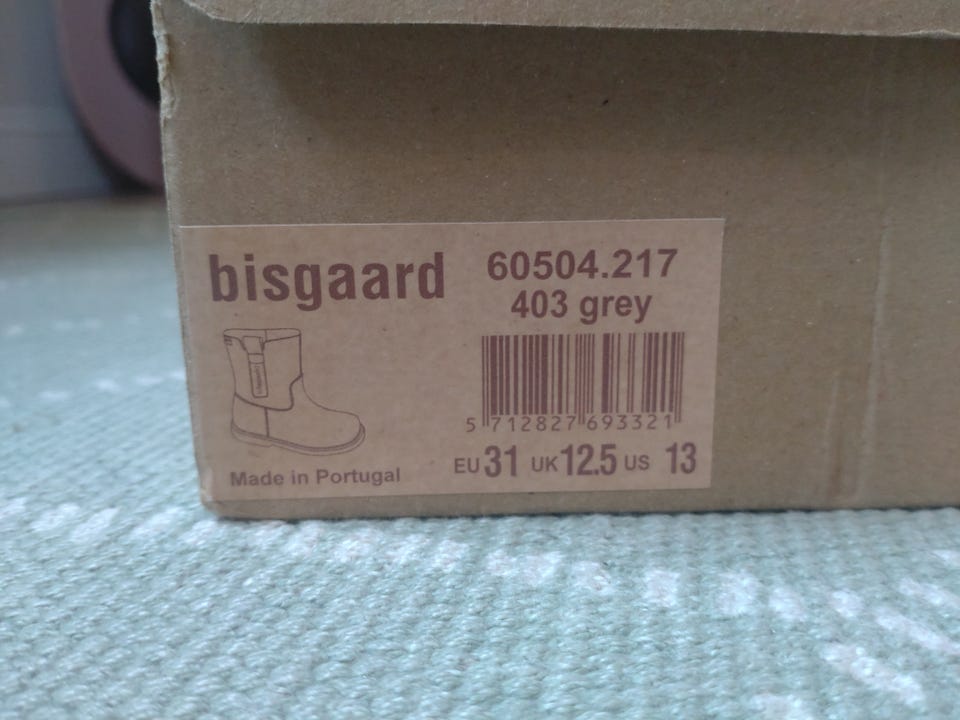 bisgaard
60504.217
403 grey
5 712827 693321
EU 31 UK 12.5 US 13
Made in Portugal